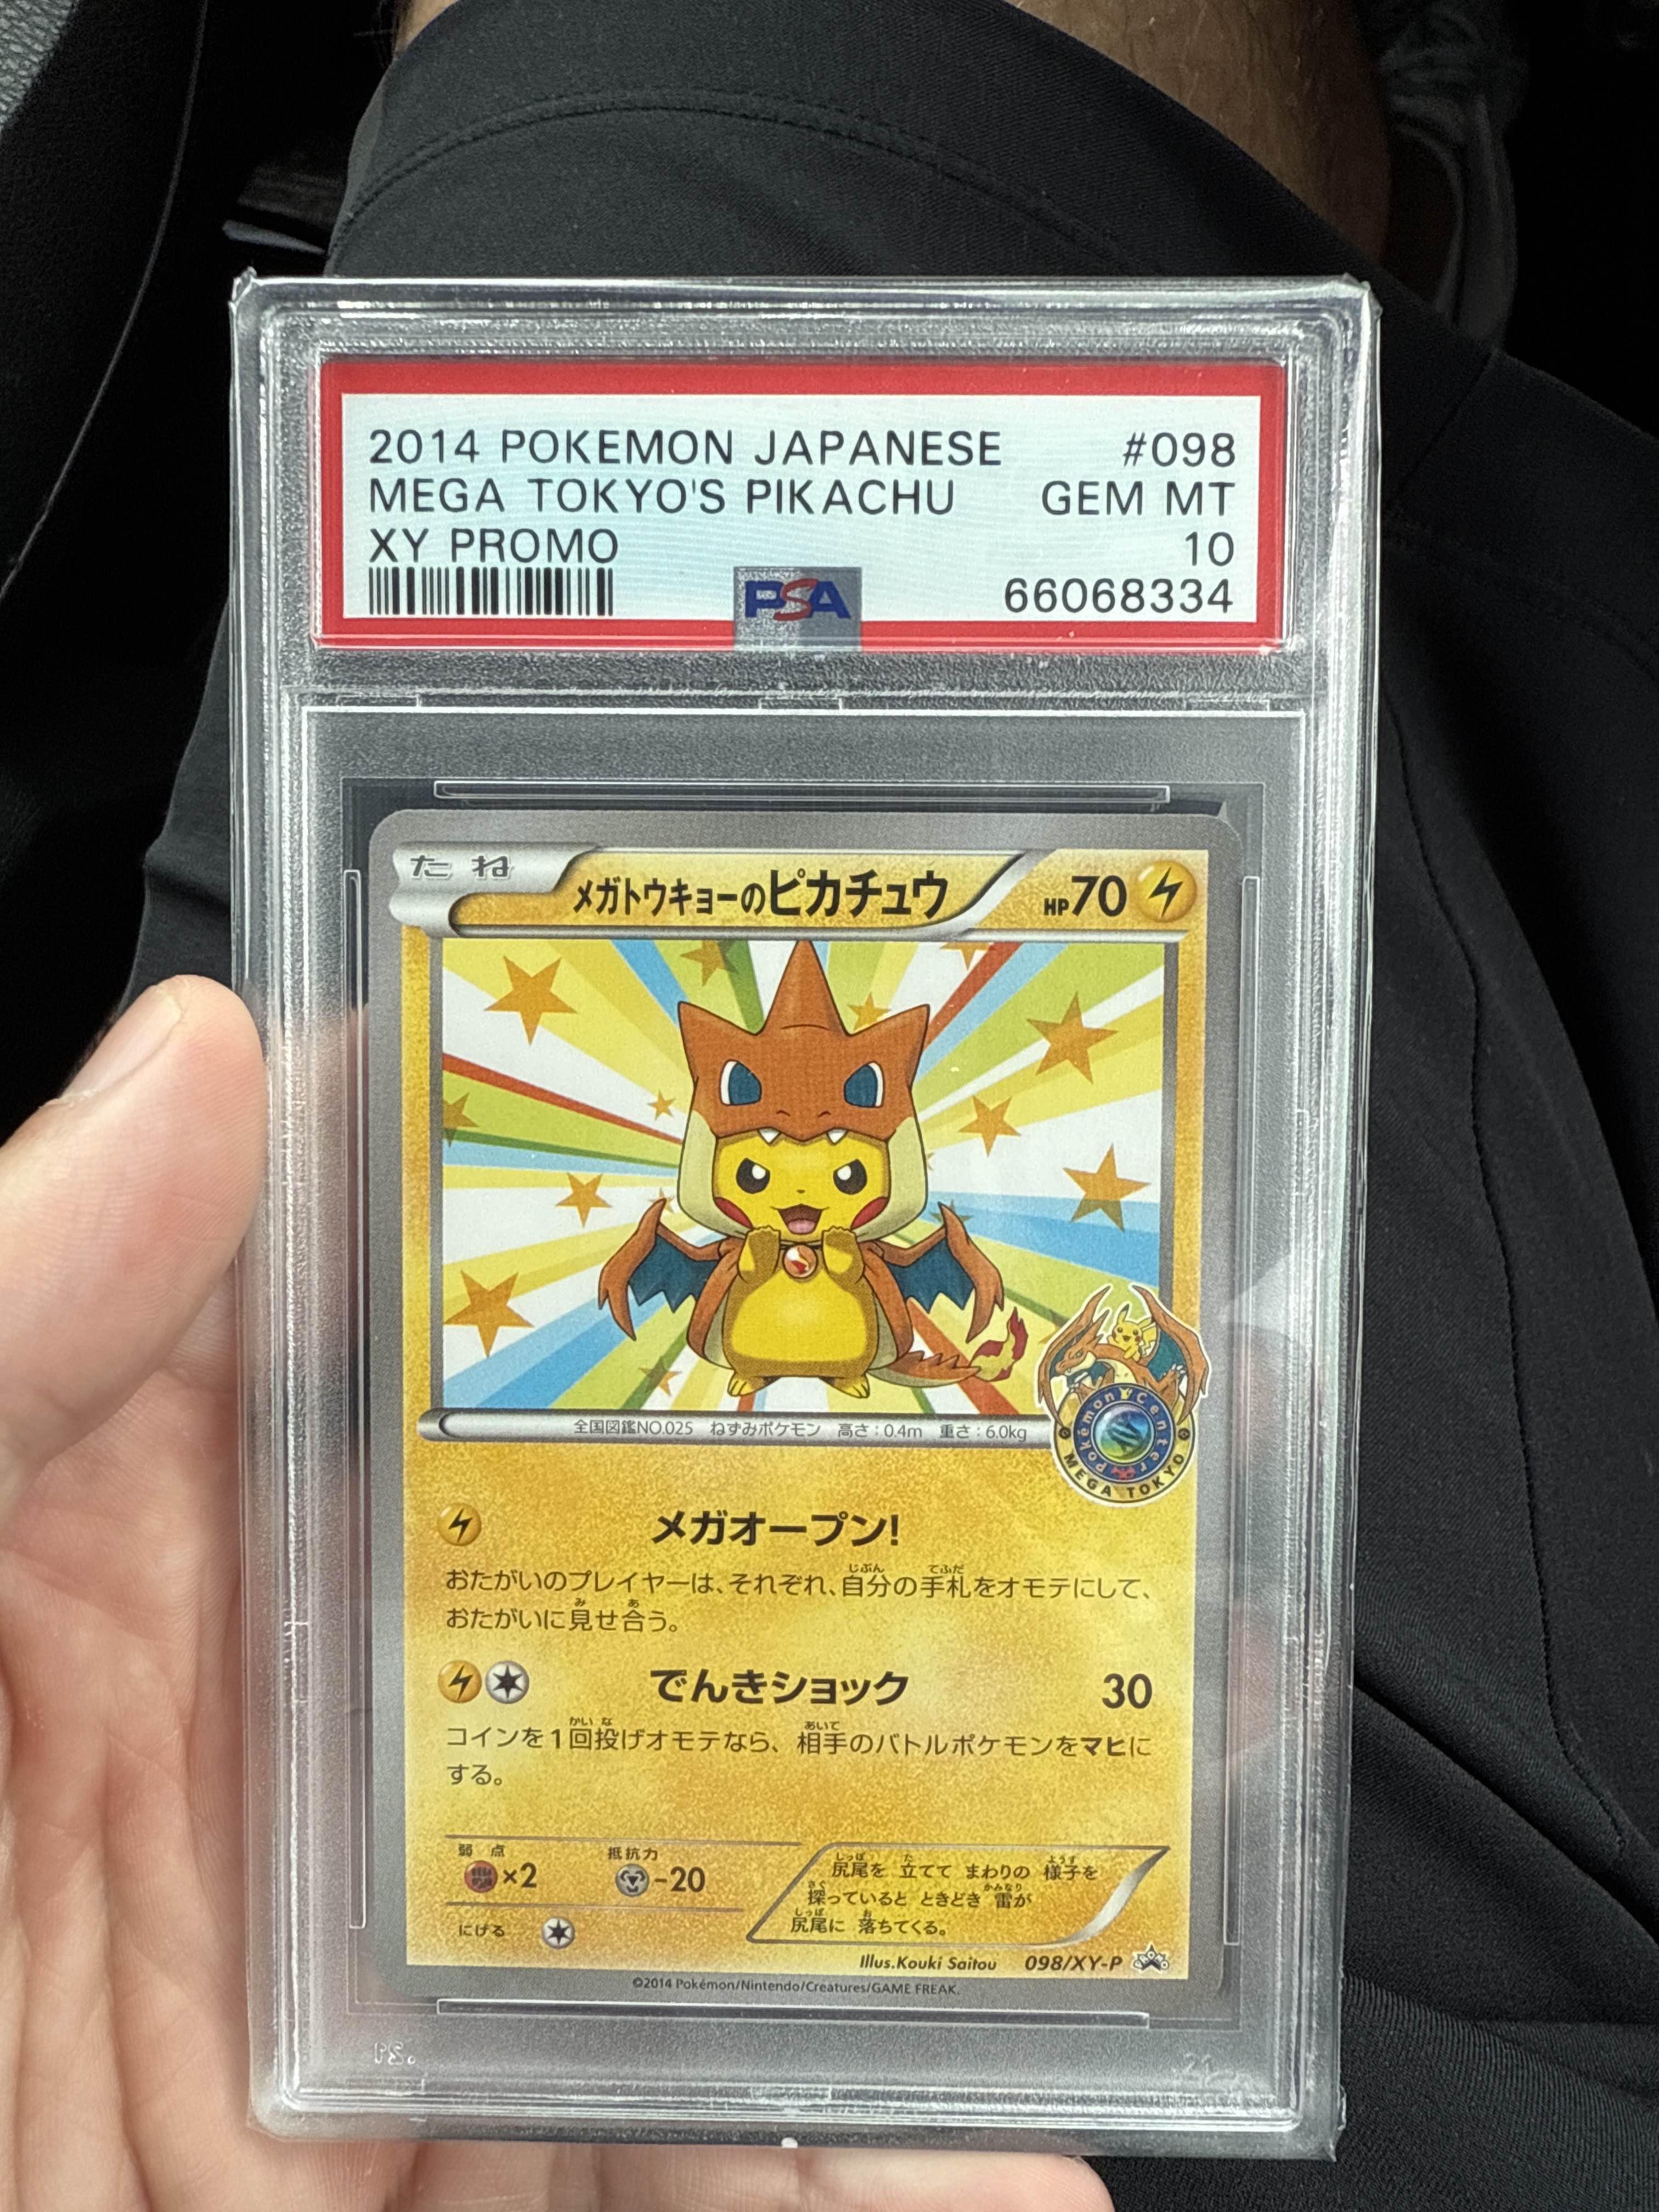 2014 POKEMON JAPANESE #098
MEGA TOKYO'S PIKACHU GEM MT
XY PROMO 10
PSA 66068334
たね メガトウキョーのピカチュウ HP70
Pokémon Center
MEGA TOKYO
全国図鑑NO.025 ねずみポケモン 高さ:0.4m 重さ:6.0kg
メガオープン!
おたがいのプレイヤーは、それぞれ、自分の手札をオモテにして、
おたがいに見せ合う。
でんきショック 30
コインを1回投げオモテなら、相手のバトルポケモンをマヒに
する。
弱点 抵抗力
×2 -20
にげる
尻尾を 立てて まわりの 様子を
探っていると ときどき 雷が
尻尾に 落ちてくる。
Illus.Kouki Saitou 098/XY-P PROMO
©2014 Pokémon/Nintendo/Creatures/GAME FREAK.